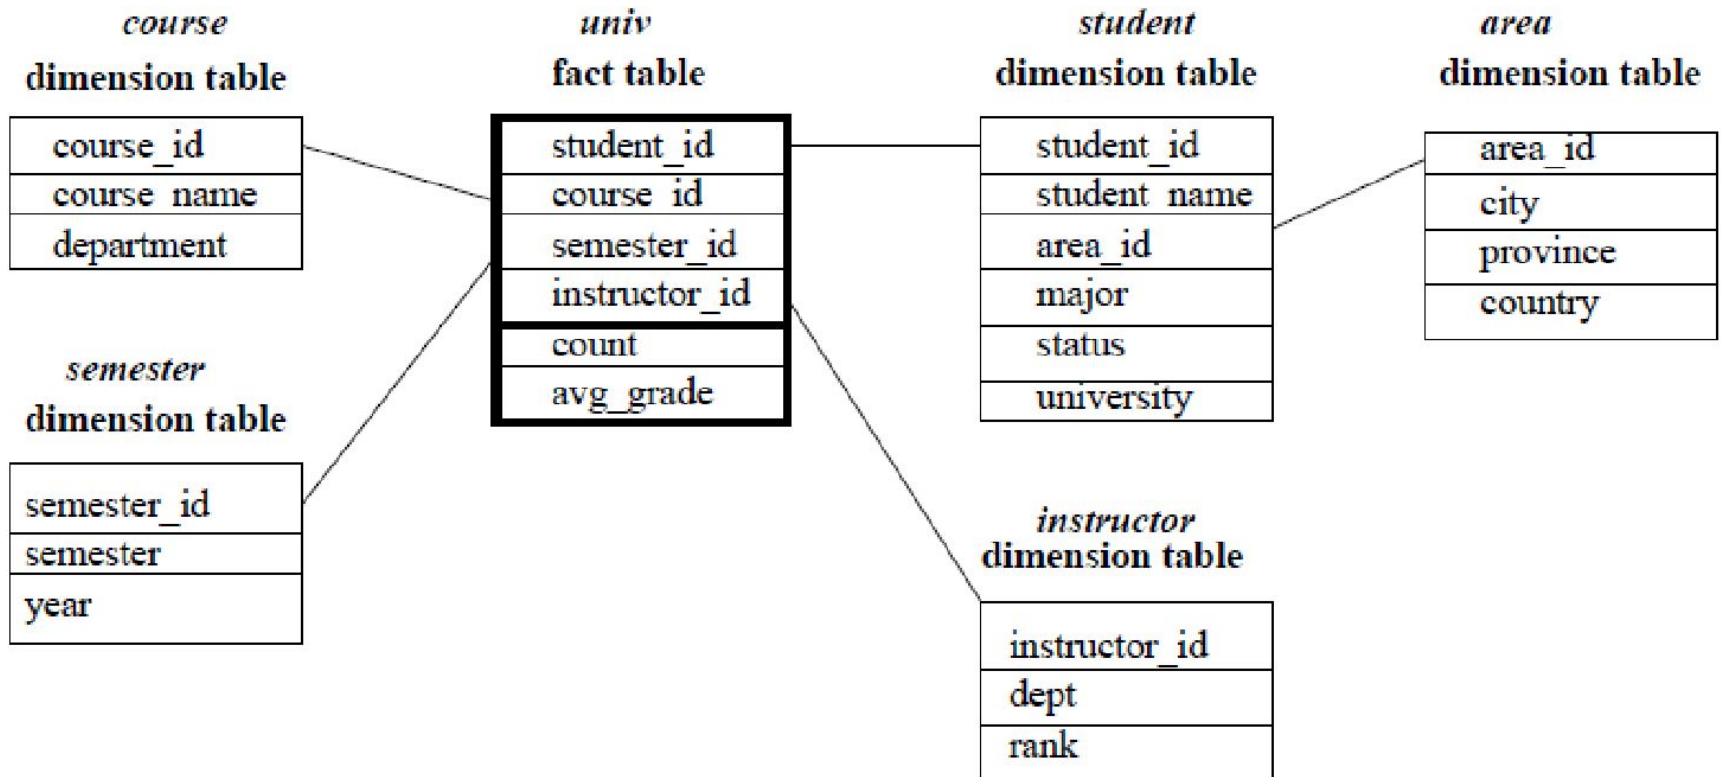 course
dimension table
course_id
course_name
department
semester
dimension table
semester_id
semester
year
univ
fact table
student_id
course_id
semester_id
instructor_id
count
avg_grade
student
dimension table
student_id
student_name
area_id
major
status
university
instructor
dimension table
instructor_id
dept
rank
area
dimension table
area_id
city
province
country